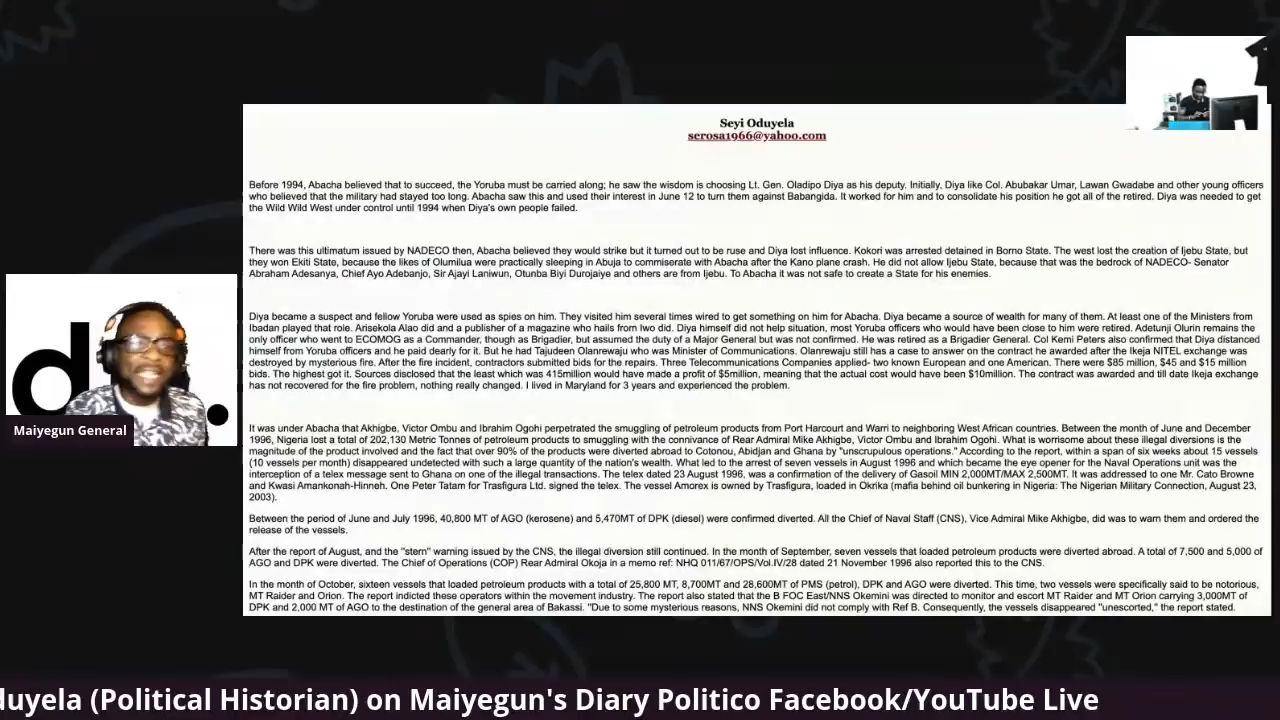 Seyi Oduyela
serosa1966@yahoo.com
Before 1994, Abacha believed that to succeed, the Yoruba must be carried along; he saw the wisdom is choosing Lt. Gen. Oladipo Diya as his deputy. Initially, Diya like Col. Abubakar Umar, Lawan Gwadabe and other young officers
who believed that the military had stayed too long. Abacha saw this and used their interest in June 12 to turn them against Babangida. It worked for him and to consolidate his position he got all of the retired. Diya was needed to get
the Wild Wild West under control until 1994 when Diya's own people failed.
There was this ultimatum issued by NADECO then, Abacha believed they would strike but it turned out to be ruse and Diya lost influence. Kokori was arrested detained in Borno State. The west lost the creation of Ijebu State, but
they won Ekiti State, because the likes of Olumilua were practically sleeping in Abuja to commiserate with Abacha after the Kano plane crash. He did not allow Ijebu State, because that was the bedrock of NADECO- Senator
Abraham Adesanya, Chief Ayo Adebanjo, Sir Ajayi Laniwun, Otunba Biyi Durojaiye and others are from Ijebu. To Abacha it was not safe to create a State for his enemies.
Diya became a suspect and fellow Yoruba were used as spies on him. They visited him several times wired to get something on him for Abacha. Diya became a source of wealth for many of them. At least one of the Ministers from
Ibadan played that role. Arisekola Alao did and a publisher of a magazine who hails from Iwo did. Diya himself did not help situation, most Yoruba officers who would have been close to him were retired. Adetunji Olurin remains the
only officer who went to ECOMOG as a Commander, though as Brigadier, but assumed the duty of a Major General but was not confirmed. He was retired as a Brigadier General. Col Kemi Peters also confirmed that Diya distanced
himself from Yoruba officers and he paid dearly for it. But he had Tajudeen Olanrewaju who was Minister of Communications. Olanrewaju still has a case to answer on the contract he awarded after the Ikeja NITEL exchange was
destroyed by mysterious fire. After the fire incident, contractors submitted bids for the repairs. Three Telecommunications Companies applied- two known European and one American. There were $85 million, $45 and $15 million
bids. The highest got it. Sources disclosed that the least which was 415million would have made a profit of $5million, meaning that the actual cost would have been $10million. The contract was awarded and till date Ikeja exchange
has not recovered for the fire problem, nothing really changed. I lived in Maryland for 3 years and experienced the problem.
It was under Abacha that Akhigbe, Victor Ombu and Ibrahim Ogohi perpetrated the smuggling of petroleum products from Port Harcourt and Warri to neighboring West African countries. Between the month of June and December
1996, Nigeria lost a total of 202,130 Metric Tonnes of petroleum products to smuggling with the connivance of Rear Admiral Mike Akhigbe, Victor Ombu and Ibrahim Ogohi. What is worrisome about these illegal diversions is the
magnitude of the product involved and the fact that over 90% of the products were diverted abroad to Cotonou, Abidjan and Ghana by "unscrupulous operations." According to the report, within a span of six weeks about 15 vessels
(10 vessels per month) disappeared undetected with such a large quantity of the nation's wealth. What led to the arrest of seven vessels in August 1996 and which became the eye opener for the Naval Operations unit was the
interception of a telex message sent to Ghana on one of the illegal transactions. The telex dated 23 August 1996, was a confirmation of the delivery of Gasoil MIN 2,000MT/MAX 2,500MT. It was addressed to one Mr. Cato Browne
and Kwasi Amankonah-Hinneh. One Peter Tatam for Trasfigura Ltd. signed the telex. The vessel Amorex is owned by Trasfigura, loaded in Okrika (mafia behind oil bunkering in Nigeria: The Nigerian Military Connection, August 23,
2003).
Between the period of June and July 1996, 40,800 MT of AGO (kerosene) and 5,470MT of DPK (diesel) were confirmed diverted. All the Chief of Naval Staff (CNS), Vice Admiral Mike Akhigbe, did was to warn them and ordered the
release of the vessels.
After the report of August, and the "stern" warning issued by the CNS, the illegal diversion still continued. In the month of September, seven vessels that loaded petroleum products were diverted abroad. A total of 7,500 and 5,000 of
AGO and DPK were diverted. The Chief of Operations (COP) Rear Admiral Okoja in a memo ref: NHQ 011/67/OPS/Vol.IV/28 dated 21 November 1996 also reported this to the CNS.
In the month of October, sixteen vessels that loaded petroleum products with a total of 25,800 MT, 8,700MT and 28,600MT of PMS (petrol), DPK and AGO were diverted. This time, two vessels were specifically said to be notorious,
MT Raider and Orion. The report indicted these operators within the movement industry. The report also stated that the B FOC East/NNS Okemini was directed to monitor and escort MT Raider and MT Orion carrying 3,000MT of
DPK and 2,000 MT of AGO to the destination of the general area of Bakassi. "Due to some mysterious reasons, NNS Okemini did not comply with Ref B. Consequently, the vessels disappeared "unescorted," the report stated.
d
Maiyegun General
duyela (Political Historian) on Maiyegun's Diary Politico Facebook/YouTube Live